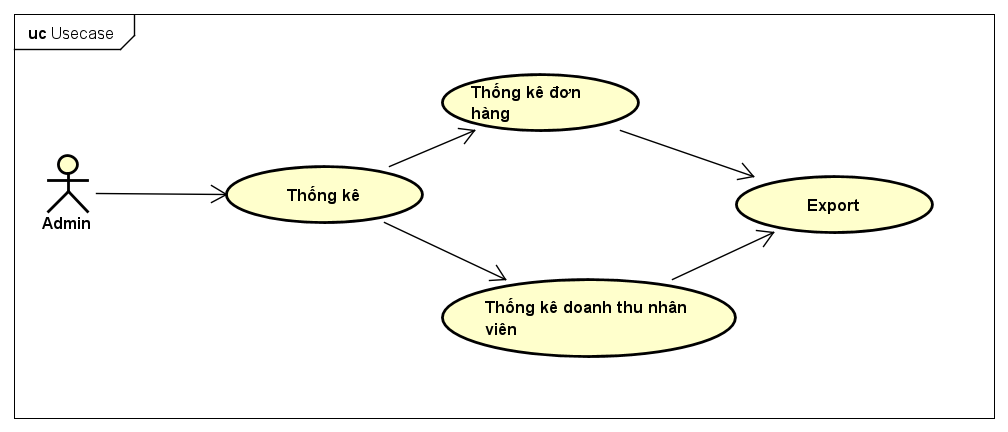 uc Usecase
Thống kê đơn
hàng
Admin
Thống kê
Export
Thống kê doanh thu nhân
viên